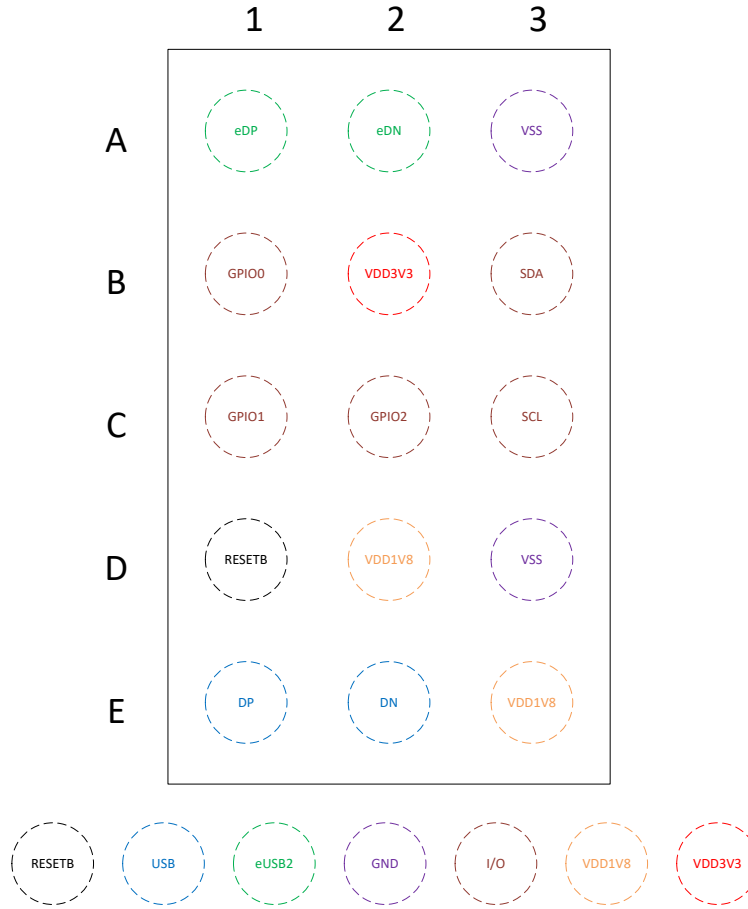 1 2 3
A eDP eDN VSS
B GPIO0 VDD3V3 SDA
C GPIO1 GPIO2 SCL
D RESETB VDD1V8 VSS
E DP DN VDD1V8
RESETB USB eUSB2 GND I/O VDD1V8 VDD3V3